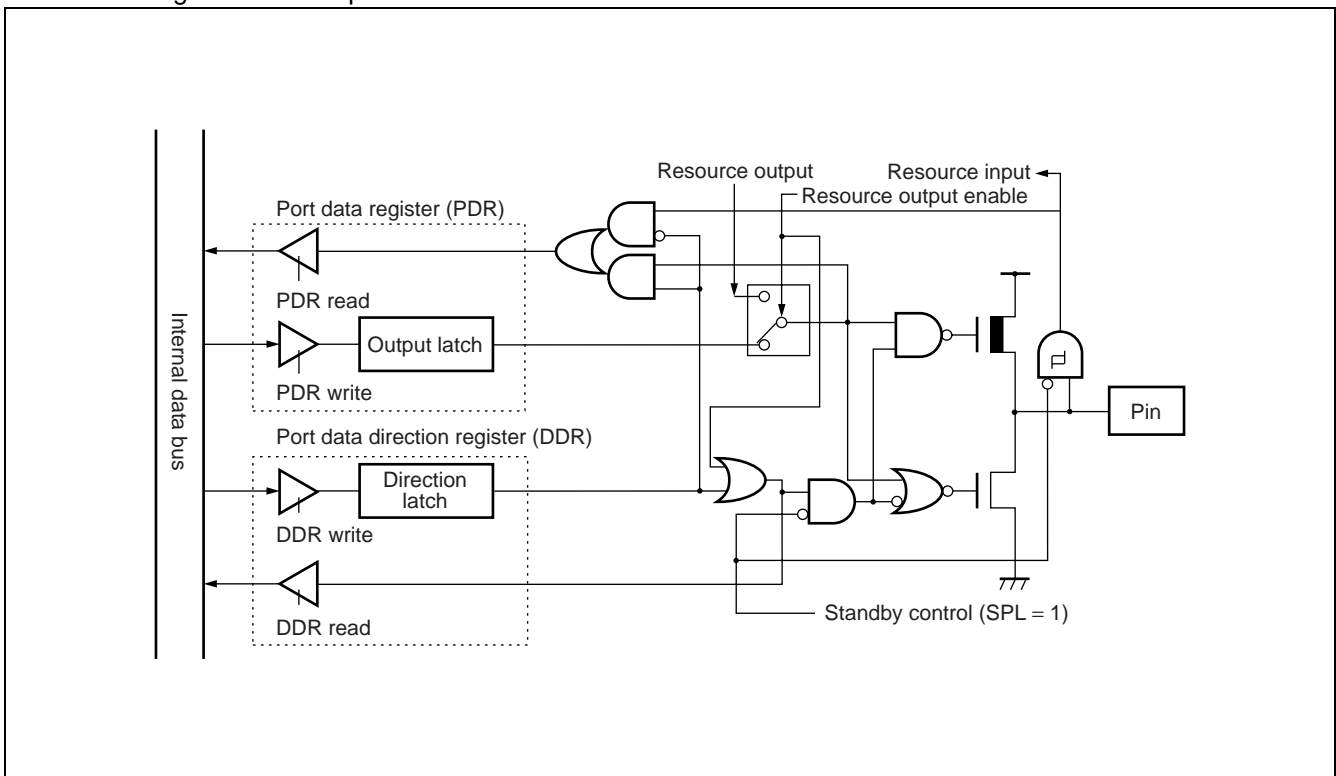 Resource output
Resource input
Resource output enable
Port data register (PDR)
PDR read
Internal data bus
Output latch
PDR write
Pin
Port data direction register (DDR)
Direction
latch
DDR write
DDR read
Standby control (SPL = 1)